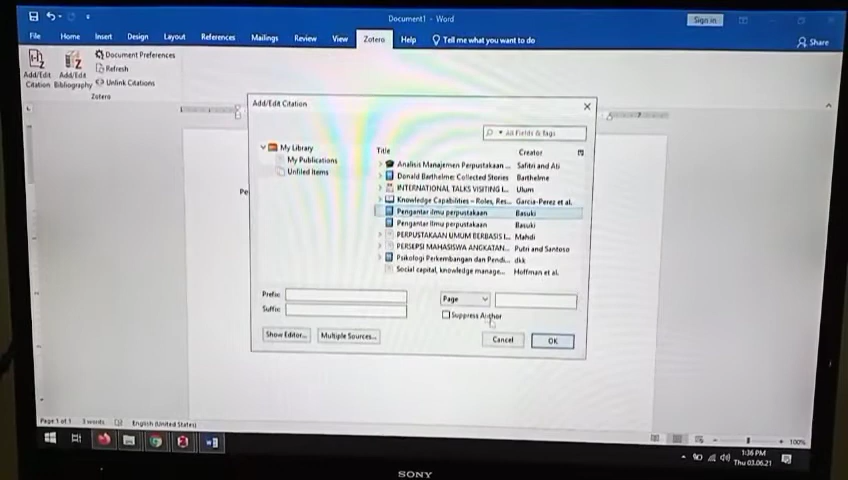 Document1 - Word
Sign in
File Home Insert Design Layout References Mailings Review View Zotero Help Tell me what you want to do
Share
Add/Edit Citation
Add/Edit Bibliography
Document Preferences
Refresh
Unlink Citations
Zotero
Add/Edit Citation
All Fields & Tags
My Library
My Publications
Unfiled Items
Title Creator
Analisis Manajemen Perpustakaan ... Safitri and Ati
Donald Barthelme: Collected Stories Barthelme
INTERNATIONAL TALKS VISITING L... Ulum
Knowledge Capabilities - Roles, Res... Garcia-Perez et al.
Pengantar ilmu perpustakaan Basuki
Pengantar Ilmu perpustakaan Basuki
PERPUSTAKAAN UMUM BERBASIS I... Mahdi
PERSEPSI MAHASISWA ANGKATAN... Putri and Santoso
Psikologi Perkembangan dan Pendi... dkk
Social capital, knowledge manage... Hoffman et al.
Pe
Prefix:
Suffix:
Page
Suppress Author
Show Editor...
Multiple Sources...
Cancel
OK
Page 1 of 1 3 words English (United States)
100%
1:36 PM
Thu 03.06.21
SONY